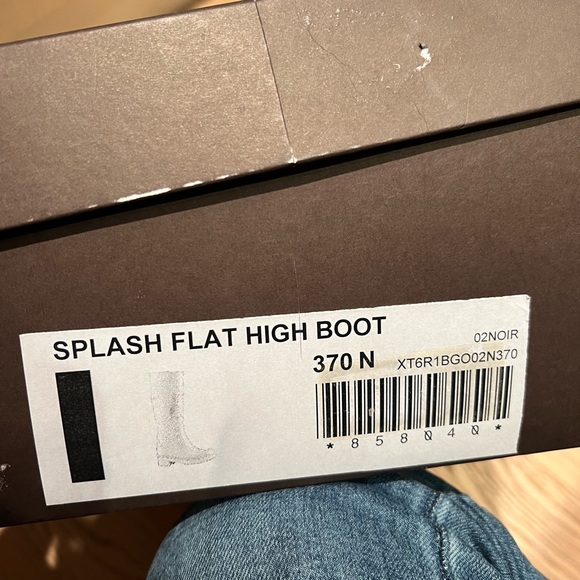 SPLASH FLAT HIGH BOOT
02NOIR
370 N
XT6R1BGO02N370
*858040*